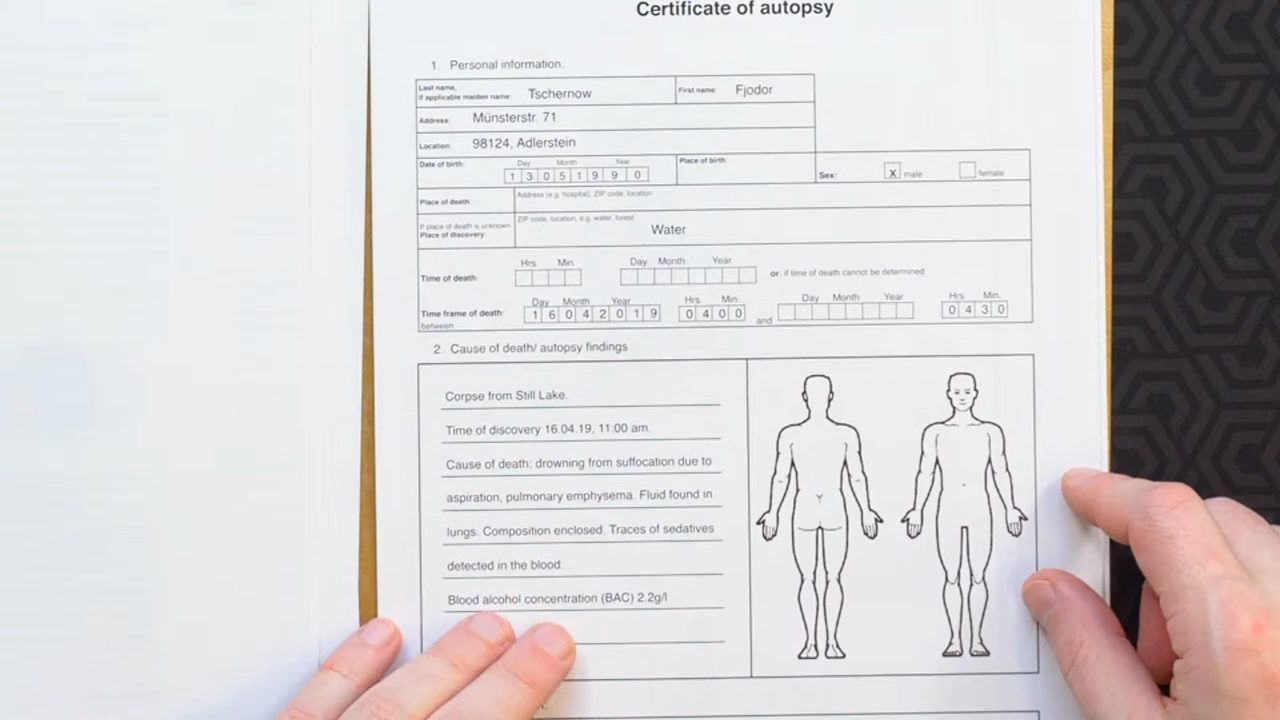 Certificate of autopsy
1. Personal information.
Last name,
if applicable maiden name: Tschernow First name: Fjodor
Address: Münsterstr. 71
Location: 98124, Adlerstein
Date of birth: Day Month Year Place of birth
1 3 0 5 1 9 9 0 Sex: X male female
Place of death Address (e.g. hospital), ZIP code, location
If place of death is unknown ZIP code, location, e.g. water, forest
Place of discovery: Water
Hrs. Min. Day Month Year
Time of death: or: if time of death cannot be determined
Day Month Year Hrs. Min. Day Month Year Hrs. Min.
Time frame of death: 1 6 0 4 2 0 1 9 0 4 0 0 and 0 4 3 0
between
2. Cause of death/ autopsy findings
Corpse from Still Lake.
Time of discovery 16.04.19, 11:00 am.
Cause of death: drowning from suffocation due to
aspiration, pulmonary emphysema. Fluid found in
lungs. Composition enclosed. Traces of sedatives
detected in the blood.
Blood alcohol concentration (BAC) 2.2g/l